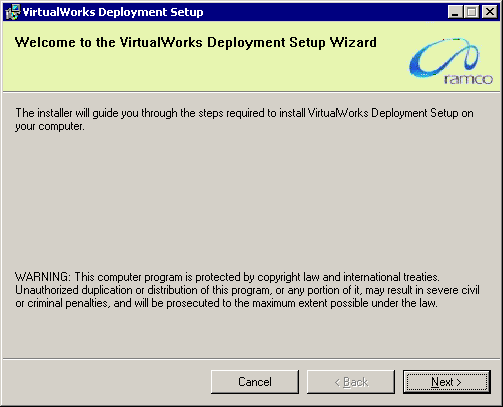 VirtualWorks Deployment Setup
Welcome to the VirtualWorks Deployment Setup Wizard
ramco
The installer will guide you through the steps required to install VirtualWorks Deployment Setup on
your computer.
WARNING: This computer program is protected by copyright law and international treaties.
Unauthorized duplication or distribution of this program, or any portion of it, may result in severe civil
or criminal penalties, and will be prosecuted to the maximum extent possible under the law.
Cancel
< Back
Next >